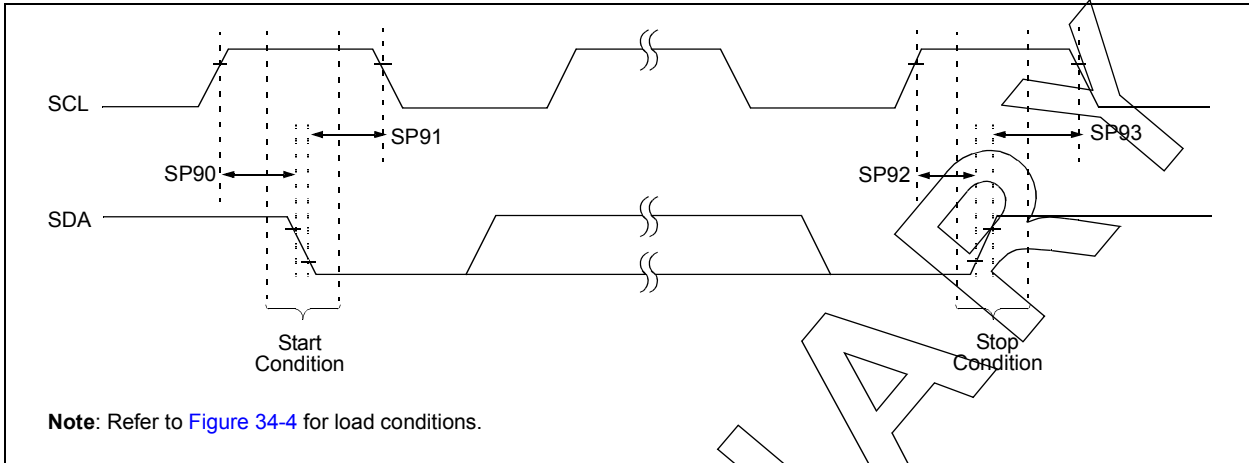 SCL
SP91
SP93
SP90
SP92
SDA
Start
Condition
Stop
Condition
Note: Refer to Figure 34-4 for load conditions.